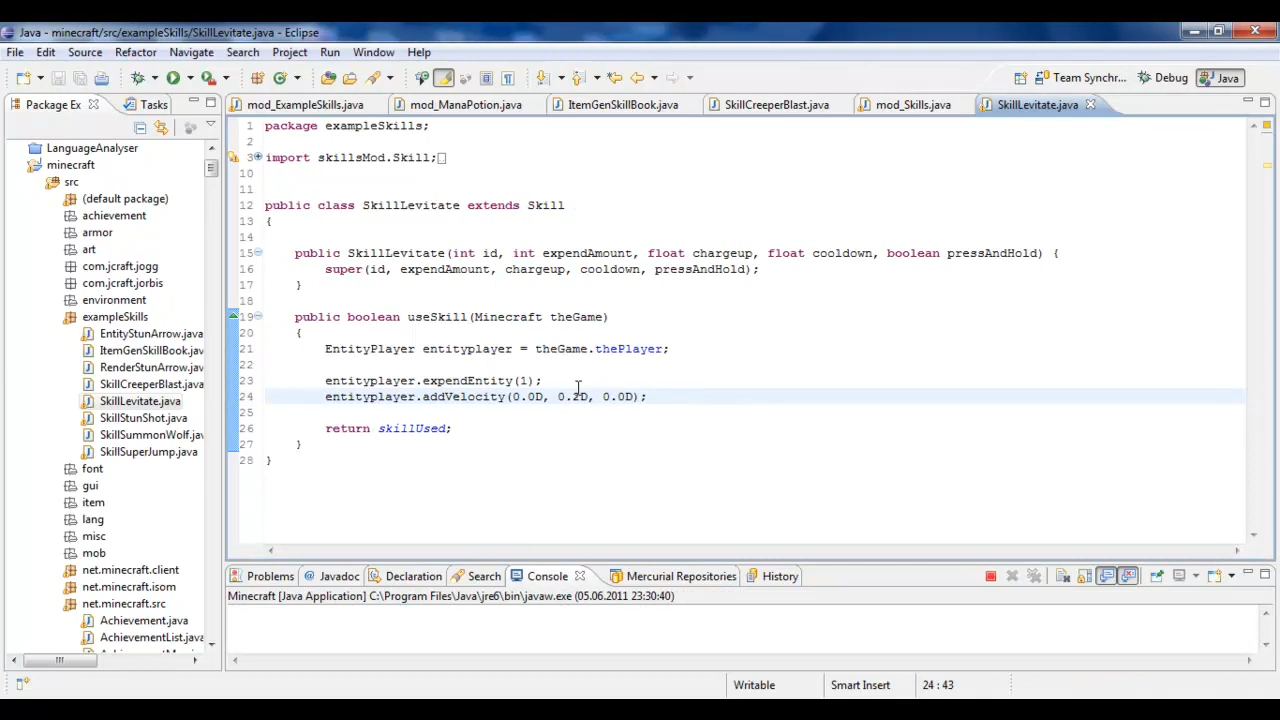 Java - minecraft/src/exampleSkills/SkillLevitate.java - Eclipse
File Edit Source Refactor Navigate Search Project Run Window Help
Team Synchr... Debug Java
Package Ex Tasks mod_ExampleSkills.java mod_ManaPotion.java ItemGenSkillBook.java SkillCreeperBlast.java mod_Skills.java SkillLevitate.java
LanguageAnalyser
minecraft
src
(default package)
achievement
armor
art
com.jcraft.jogg
com.jcraft.jorbis
environment
exampleSkills
EntityStunArrow.java
ItemGenSkillBook.jav
RenderStunArrow.java
SkillCreeperBlast.java
SkillLevitate.java
SkillStunShot.java
SkillSummonWolf.java
SkillSuperJump.java
font
gui
item
lang
misc
mob
net.minecraft.client
net.minecraft.isom
net.minecraft.src
Achievement.java
AchievementList.java
1 package exampleSkills;
2
3 import skillsMod.Skill;
10
11
12 public class SkillLevitate extends Skill
13 {
14
15 public SkillLevitate(int id, int expendAmount, float chargeup, float cooldown, boolean pressAndHold) {
16 super(id, expendAmount, chargeup, cooldown, pressAndHold);
17 }
18
19 public boolean useSkill(Minecraft theGame)
20 {
21 EntityPlayer entityplayer = theGame.thePlayer;
22
23 entityplayer.expendEntity(1);
24 entityplayer.addVelocity(0.0D, 0.2D, 0.0D);
25
26 return skillUsed;
27 }
28 }
Problems Javadoc Declaration Search Console Mercurial Repositories History
Minecraft [Java Application] C:\Program Files\Java\jre6\bin\javaw.exe (05.06.2011 23:30:40)
Writable Smart Insert 24 : 43